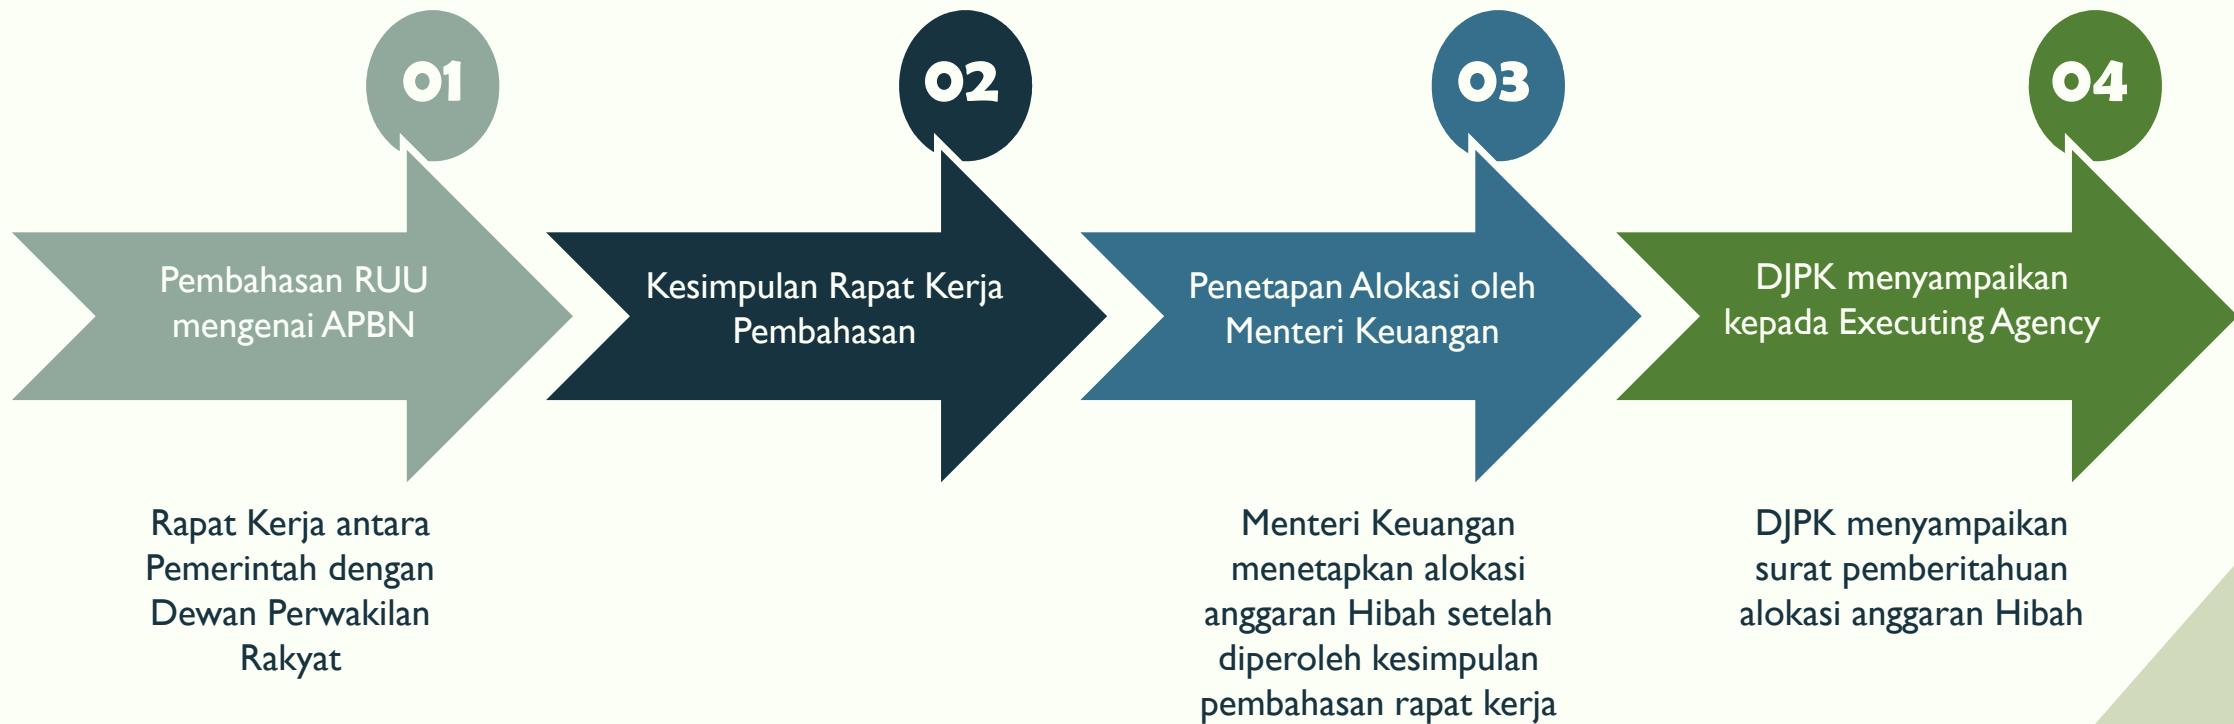 01
Pembahasan RUU
mengenai APBN
Rapat Kerja antara
Pemerintah dengan
Dewan Perwakilan
Rakyat
02
Kesimpulan Rapat Kerja
Pembahasan
03
Penetapan Alokasi oleh
Menteri Keuangan
Menteri Keuangan
menetapkan alokasi
anggaran Hibah setelah
diperoleh kesimpulan
pembahasan rapat kerja
04
DJPK menyampaikan
kepada Executing Agency
DJPK menyampaikan
surat pemberitahuan
alokasi anggaran Hibah